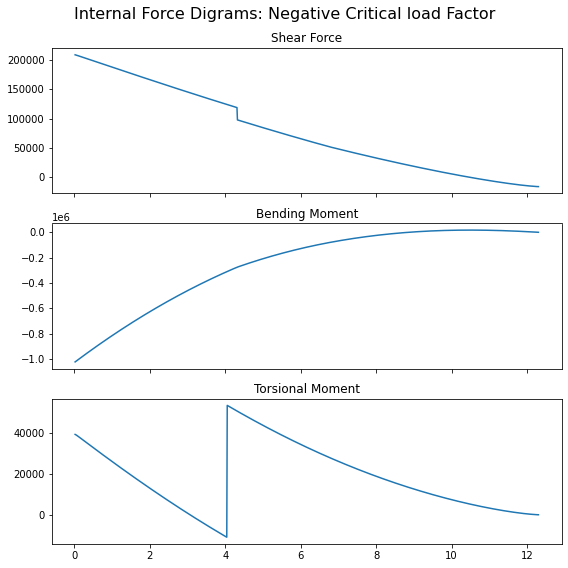 Internal Force Digrams: Negative Critical load Factor
Shear Force
200000
150000
100000
50000
0
1e6
Bending Moment
0.0
−0.2
−0.4
−0.6
−0.8
−1.0
Torsional Moment
40000
20000
0
0 2 4 6 8 10 12